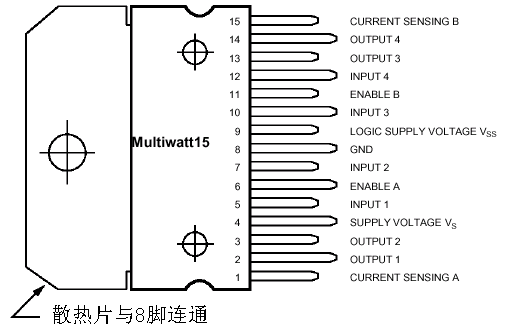 15 CURRENT SENSING B
14 OUTPUT 4
13 OUTPUT 3
12 INPUT 4
11 ENABLE B
10 INPUT 3
9 LOGIC SUPPLY VOLTAGE VSS
Multiwatt15
8 GND
7 INPUT 2
6 ENABLE A
5 INPUT 1
4 SUPPLY VOLTAGE VS
3 OUTPUT 2
2 OUTPUT 1
1 CURRENT SENSING A
散热片与8脚连通